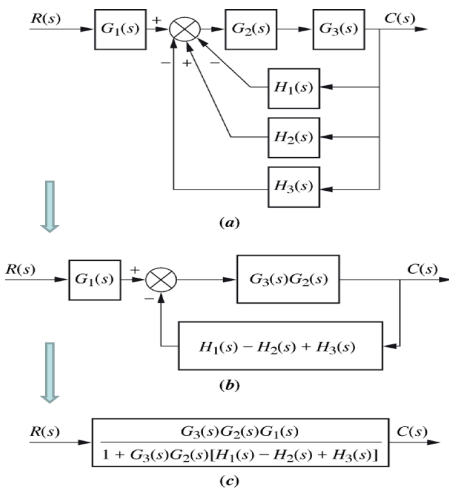 R(s) G₁(s) + G₂(s) G₃(s) C(s)
− + −
H₁(s)
H₂(s)
H₃(s)
(a)
R(s) G₁(s) + G₃(s)G₂(s) C(s)
−
H₁(s) − H₂(s) + H₃(s)
(b)
R(s) G₃(s)G₂(s)G₁(s) C(s)
1 + G₃(s)G₂(s)[H₁(s) − H₂(s) + H₃(s)]
(c)